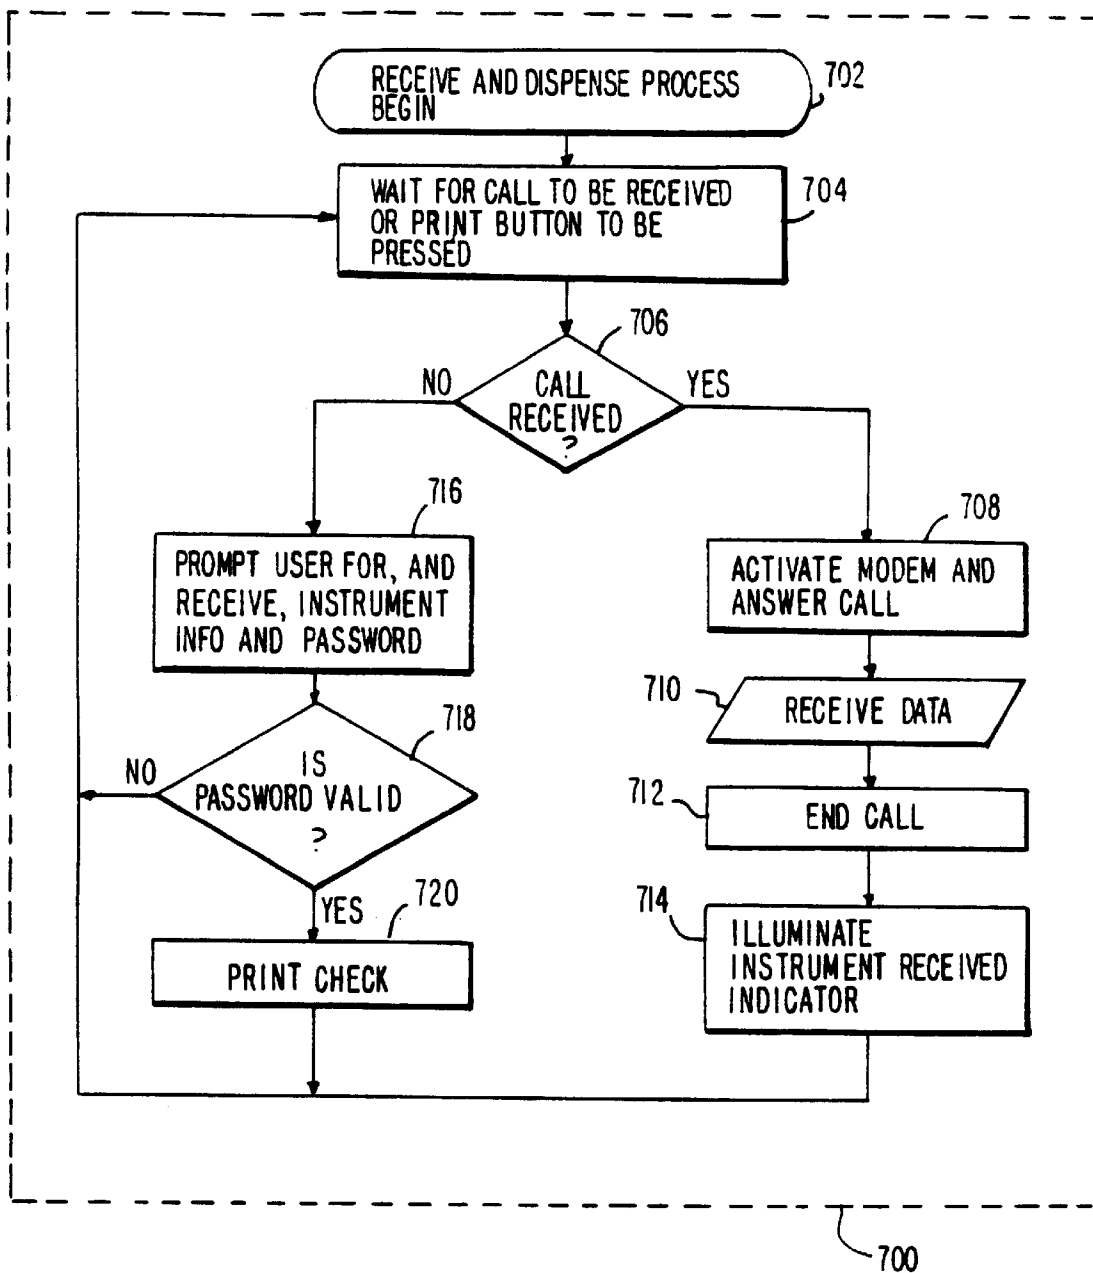 RECEIVE AND DISPENSE PROCESS
BEGIN
702
WAIT FOR CALL TO BE RECEIVED
OR PRINT BUTTON TO BE
PRESSED
704
706
CALL
RECEIVED
?
NO
YES
716
PROMPT USER FOR, AND
RECEIVE, INSTRUMENT
INFO AND PASSWORD
708
ACTIVATE MODEM AND
ANSWER CALL
710
RECEIVE DATA
718
IS
PASSWORD VALID
?
NO
YES
712
END CALL
720
PRINT CHECK
714
ILLUMINATE
INSTRUMENT RECEIVED
INDICATOR
700